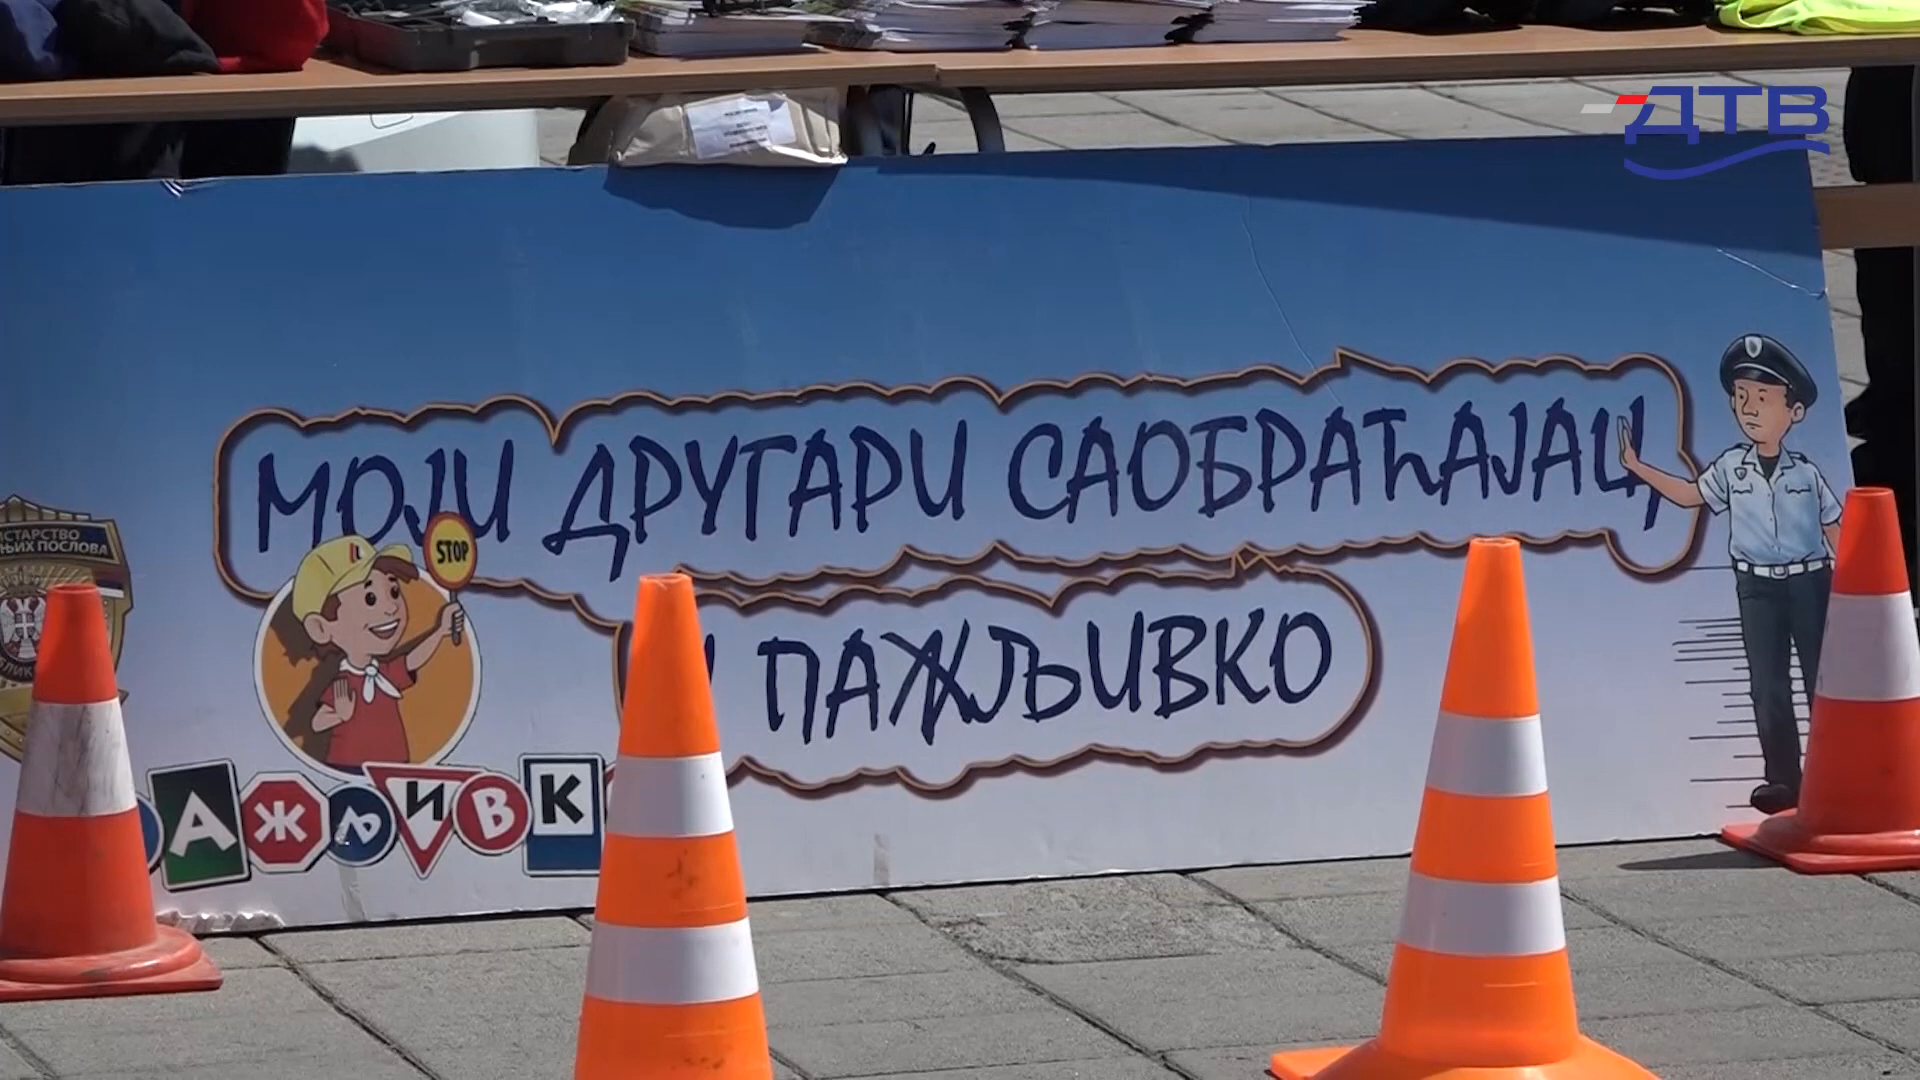 ДТВ
МОЈИ ДРУГАРИ САОБРАЋАЈАЦ
И ПАЖЉИВКО
STOP
АЖЉИВК